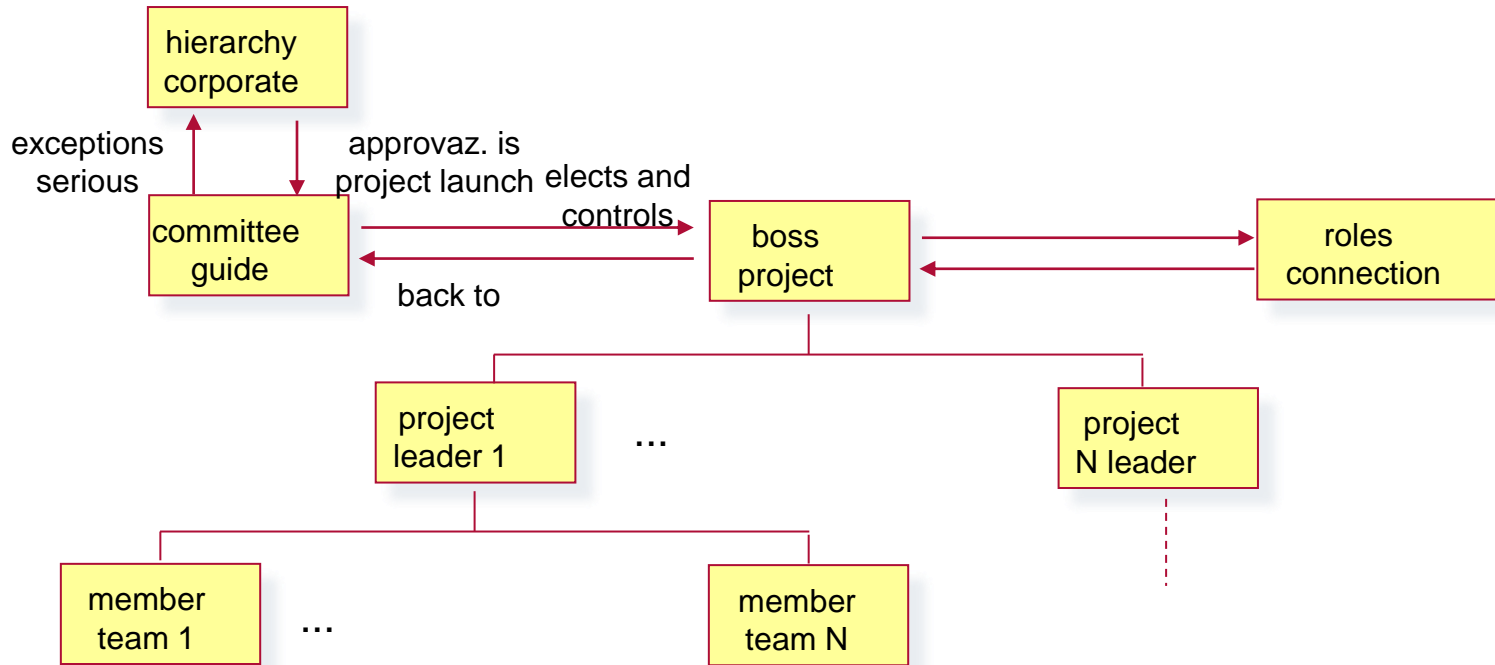 hierarchy
corporate
exceptions
serious
approvaz. is
project launch
elects and
controls
committee
guide
back to
boss
project
roles
connection
project
leader 1
...
project
N leader
member
team 1
...
member
team N